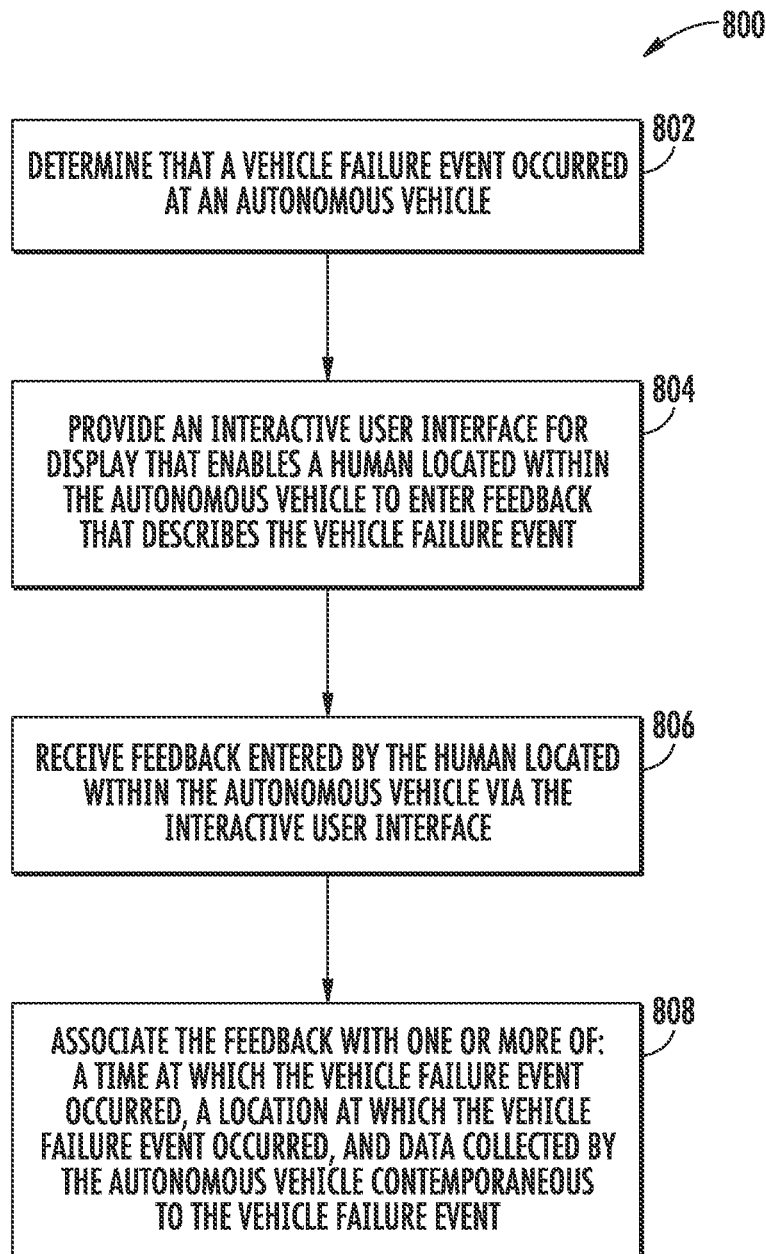 800
802
DETERMINE THAT A VEHICLE FAILURE EVENT OCCURRED
AT AN AUTONOMOUS VEHICLE
804
PROVIDE AN INTERACTIVE USER INTERFACE FOR
DISPLAY THAT ENABLES A HUMAN LOCATED WITHIN
THE AUTONOMOUS VEHICLE TO ENTER FEEDBACK
THAT DESCRIBES THE VEHICLE FAILURE EVENT
806
RECEIVE FEEDBACK ENTERED BY THE HUMAN LOCATED
WITHIN THE AUTONOMOUS VEHICLE VIA THE
INTERACTIVE USER INTERFACE
808
ASSOCIATE THE FEEDBACK WITH ONE OR MORE OF:
A TIME AT WHICH THE VEHICLE FAILURE EVENT
OCCURRED, A LOCATION AT WHICH THE VEHICLE
FAILURE EVENT OCCURRED, AND DATA COLLECTED BY
THE AUTONOMOUS VEHICLE CONTEMPORANEOUS
TO THE VEHICLE FAILURE EVENT